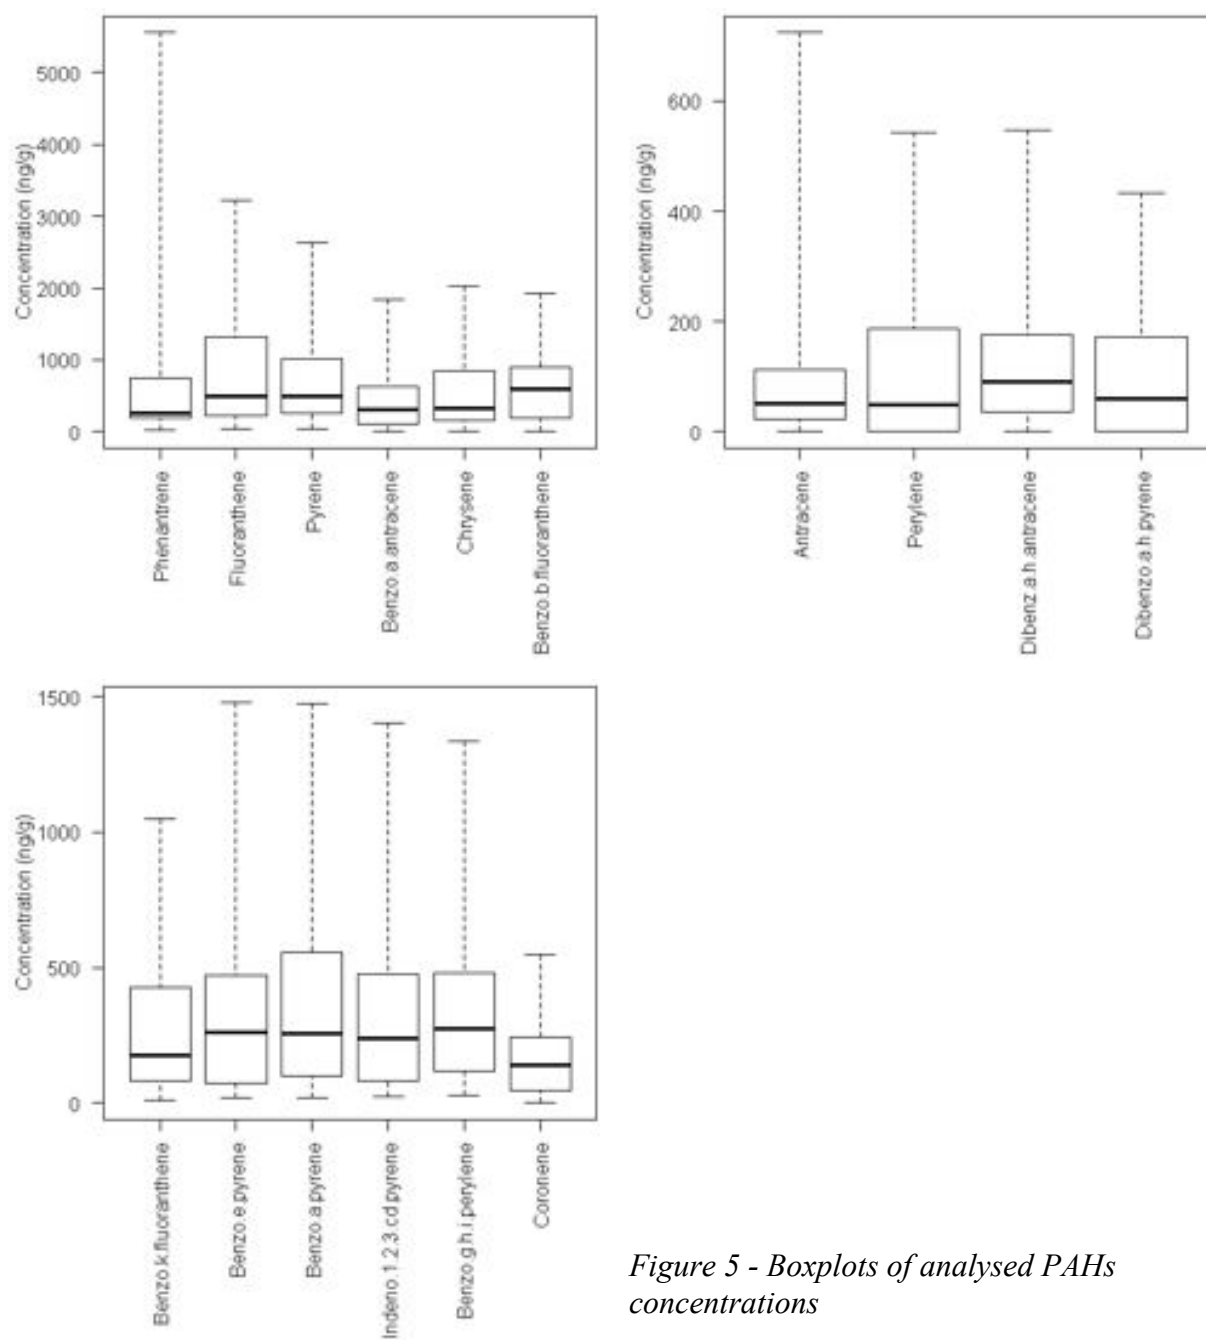 5000
4000
3000
2000
1000
0
Concentration (ng/g)
Phenantrene
Fluoranthene
Pyrene
Benzo.a.antracene
Chrysene
Benzo.b.fluoranthene
600
400
200
0
Concentration (ng/g)
Antracene
Perylene
Dibenz.a.h.antracene
Dibenzo.a.h.pyrene
1500
1000
500
0
Concentration (ng/g)
Benzo.k.fluoranthene
Benzo.e.pyrene
Benzo.a.pyrene
Indeno.1.2.3.cd.pyrene
Benzo.g.h.i.perylene
Coronene
Figure 5 - Boxplots of analysed PAHs
concentrations